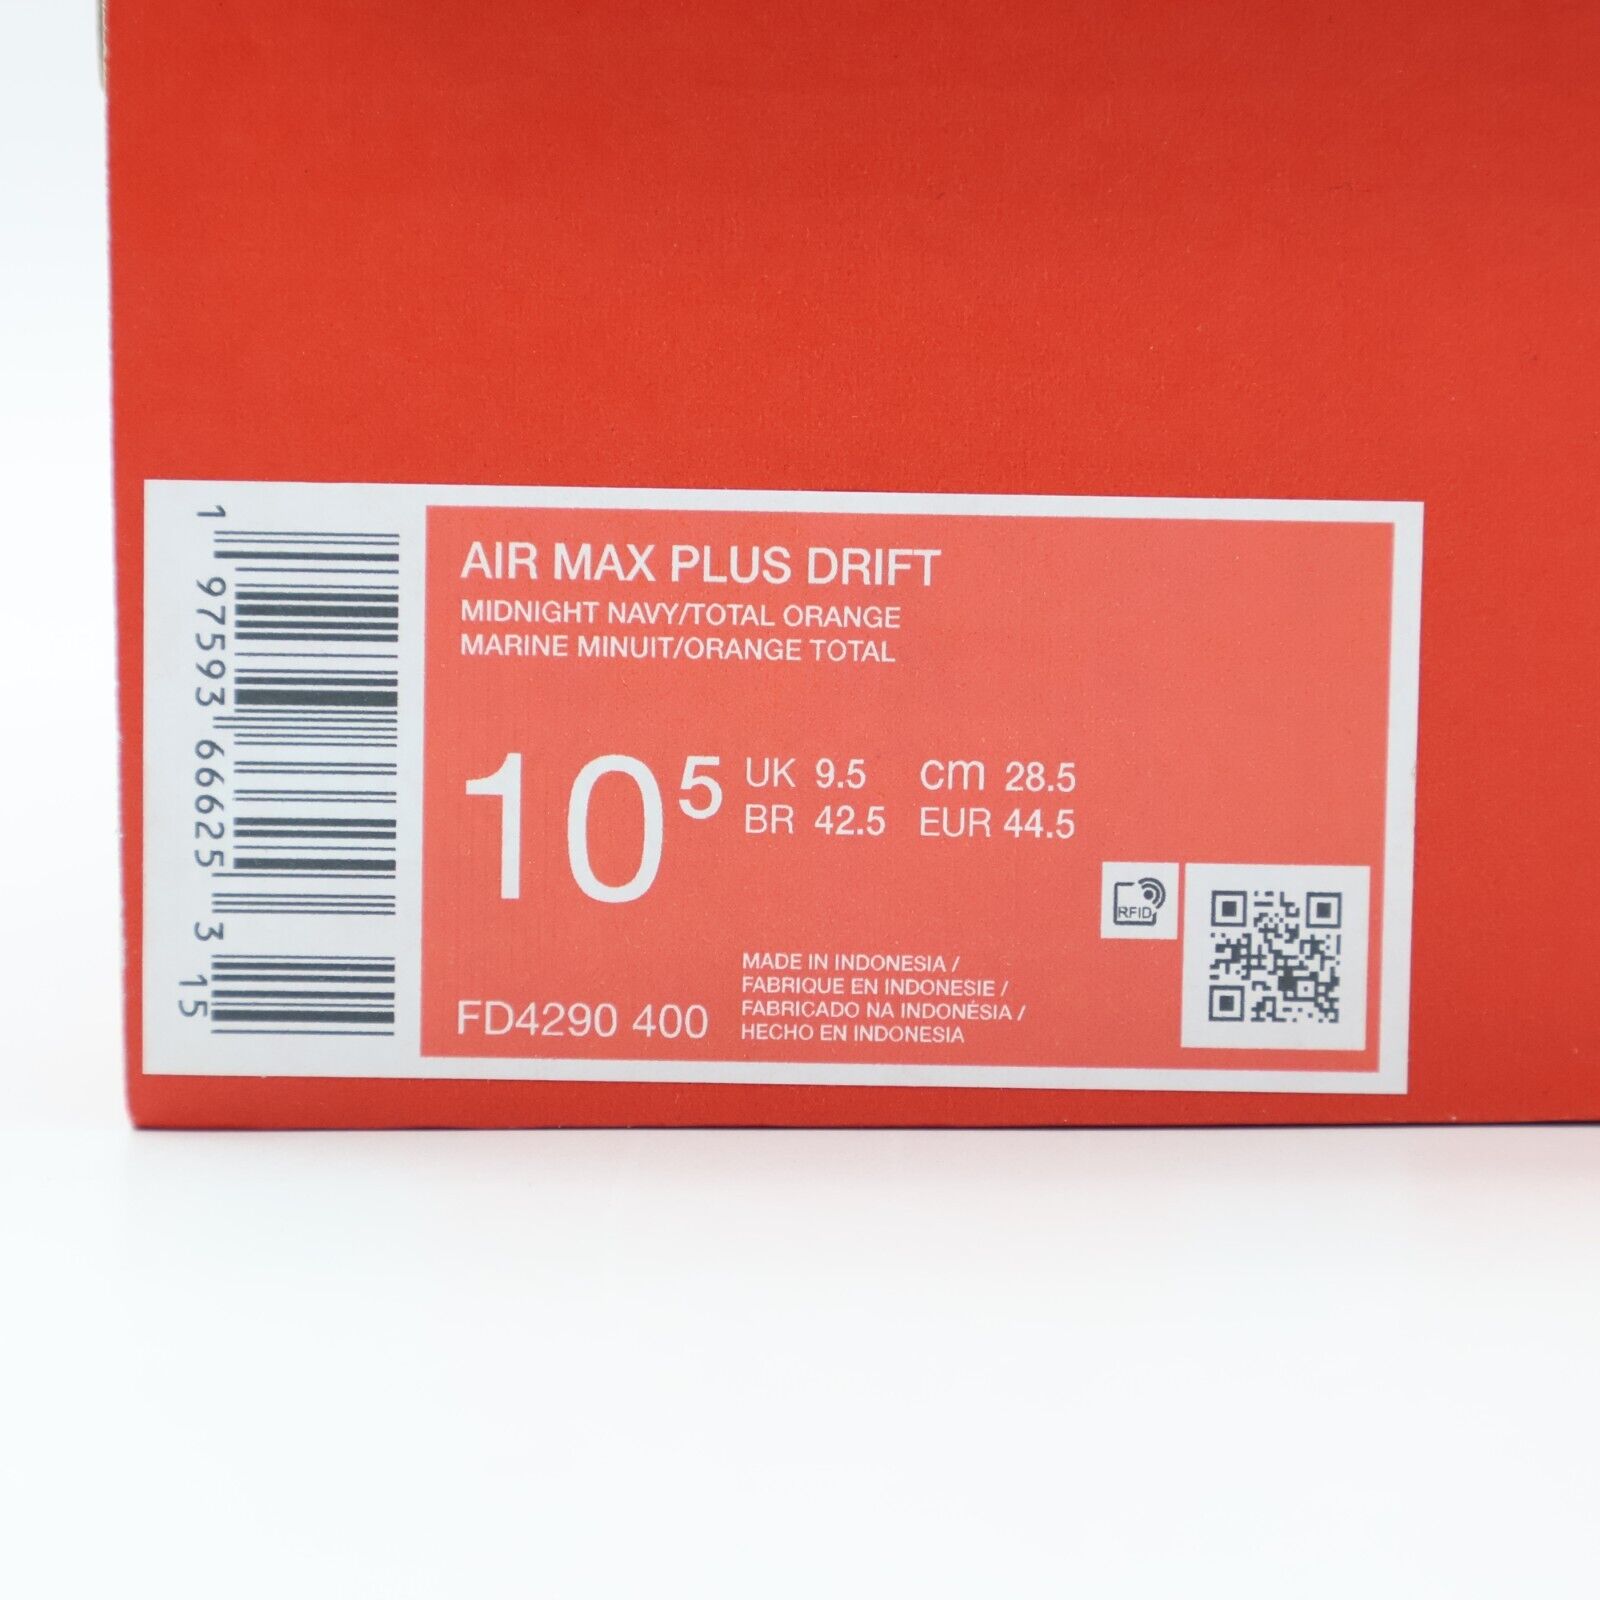 1 97593 66625 3 15
AIR MAX PLUS DRIFT
MIDNIGHT NAVY/TOTAL ORANGE
MARINE MINUIT/ORANGE TOTAL
10 5
UK 9.5 cm 28.5
BR 42.5 EUR 44.5
RFID
FD4290 400
MADE IN INDONESIA /
FABRIQUE EN INDONESIE /
FABRICADO NA INDONÉSIA /
HECHO EN INDONESIA